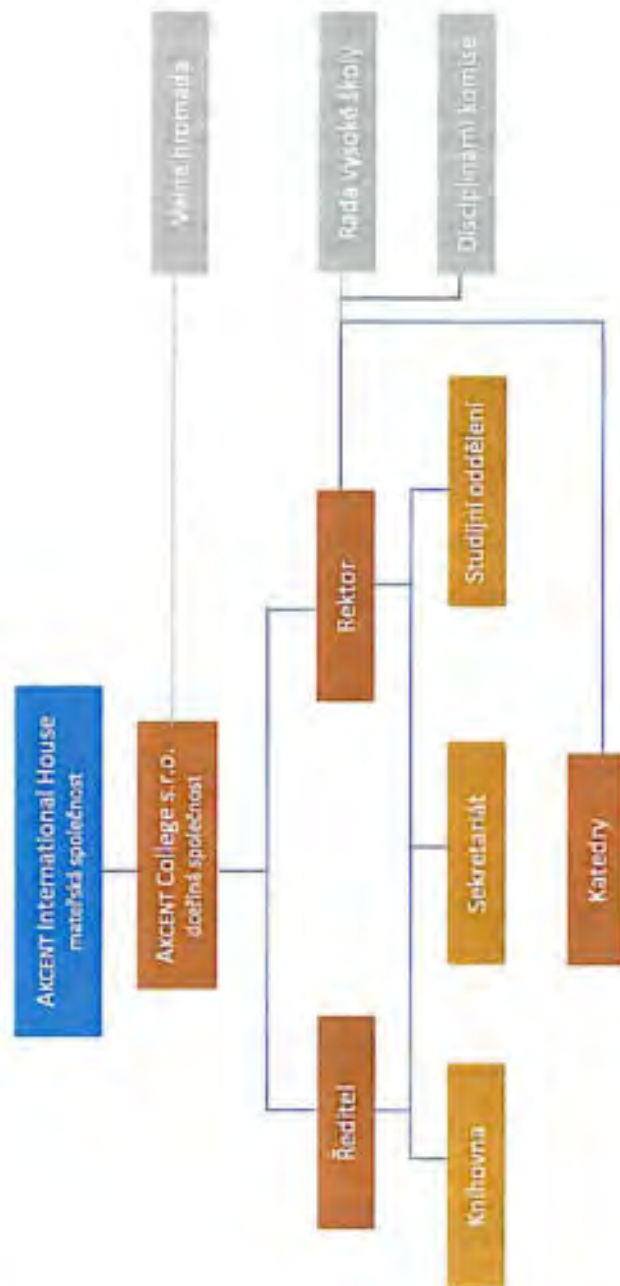 AKCENT International House
mateřská společnost
AKCENT College s.r.o.
dceřiná společnost
Valná hromada
Ředitel
Rektor
Rada vysoké školy
Disciplinární komise
Knihovna
Sekretariát
Studijní oddělení
Katedry